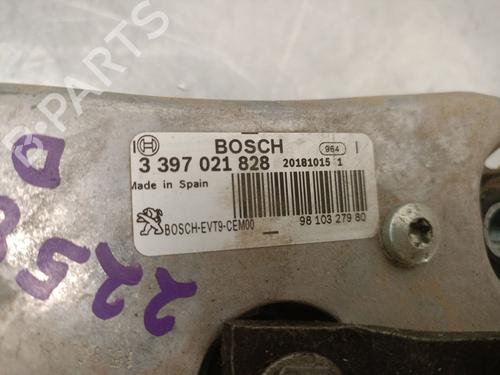 B-PARTS
BOSCH
964
3 397 021 828
20181015 1
Made in Spain
BOSCH-EVT9-CEM00
98 103 279 80
225